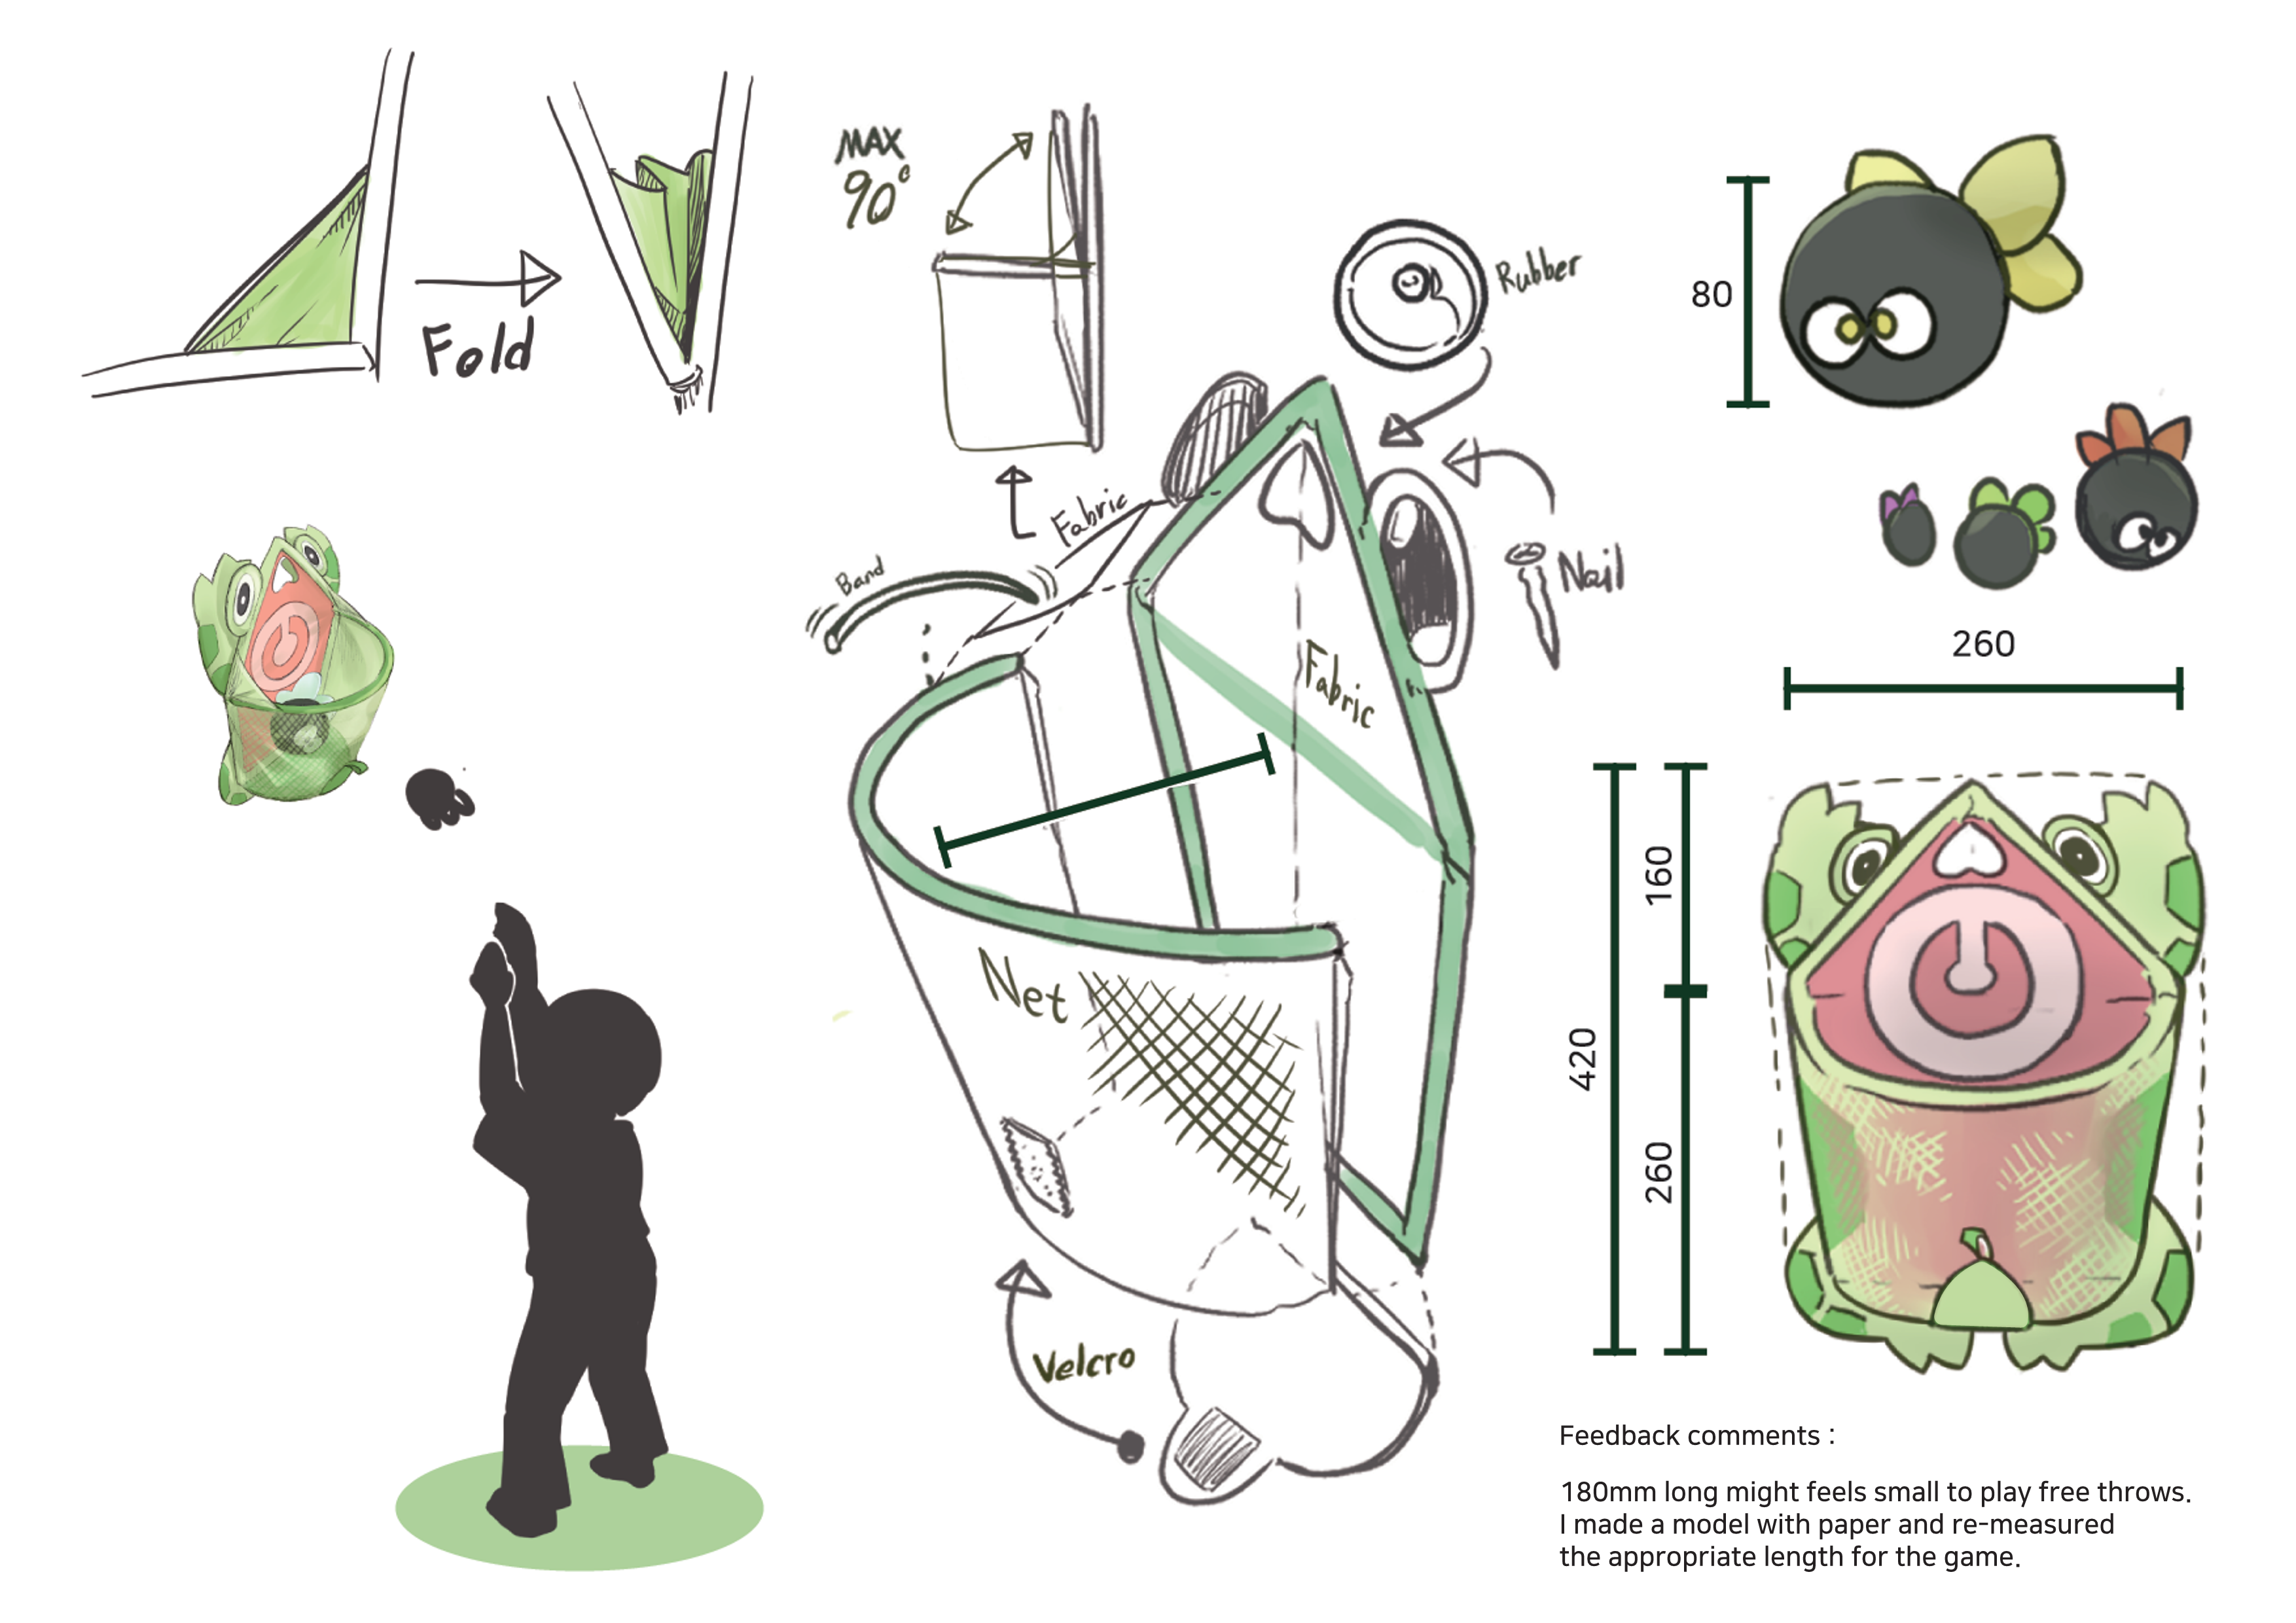 Fold
MAX
90°
Rubber
Fabric
Band
Nail
Fabric
Net
Velcro
80
260
160
420
260
Feedback comments :
180mm long might feels small to play free throws.
I made a model with paper and re-measured
the appropriate length for the game.